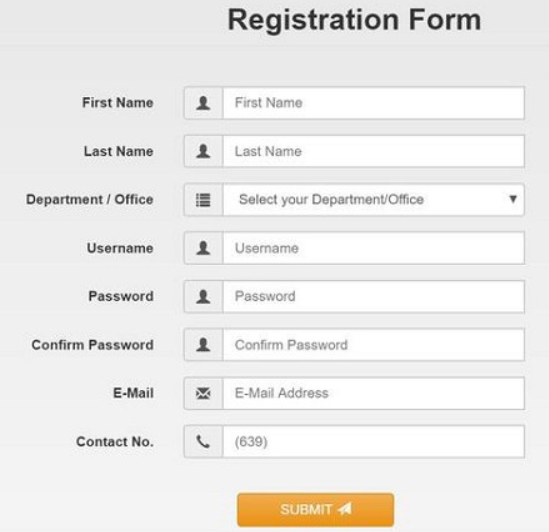 Registration Form
First Name First Name
Last Name Last Name
Department / Office Select your Department/Office
Username Username
Password Password
Confirm Password Confirm Password
E-Mail E-Mail Address
Contact No. (639)
SUBMIT